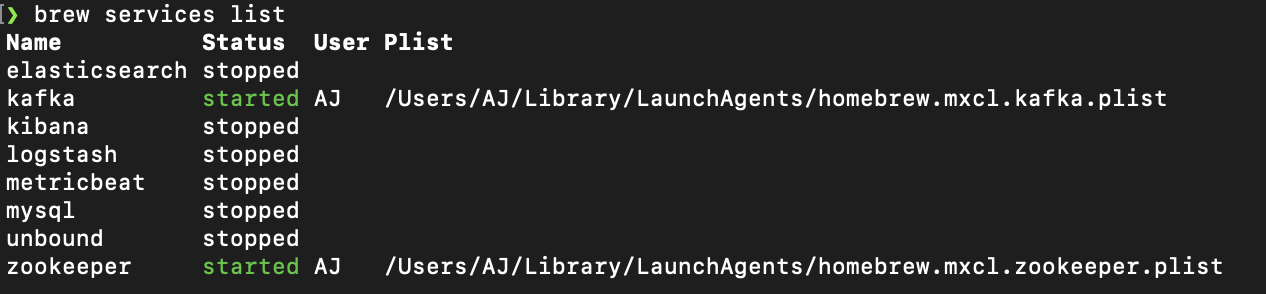 ❯ brew services list
Name          Status  User Plist
elasticsearch stopped
kafka         started AJ   /Users/AJ/Library/LaunchAgents/homebrew.mxcl.kafka.plist
kibana        stopped
logstash      stopped
metricbeat    stopped
mysql         stopped
unbound       stopped
zookeeper     started AJ   /Users/AJ/Library/LaunchAgents/homebrew.mxcl.zookeeper.plist